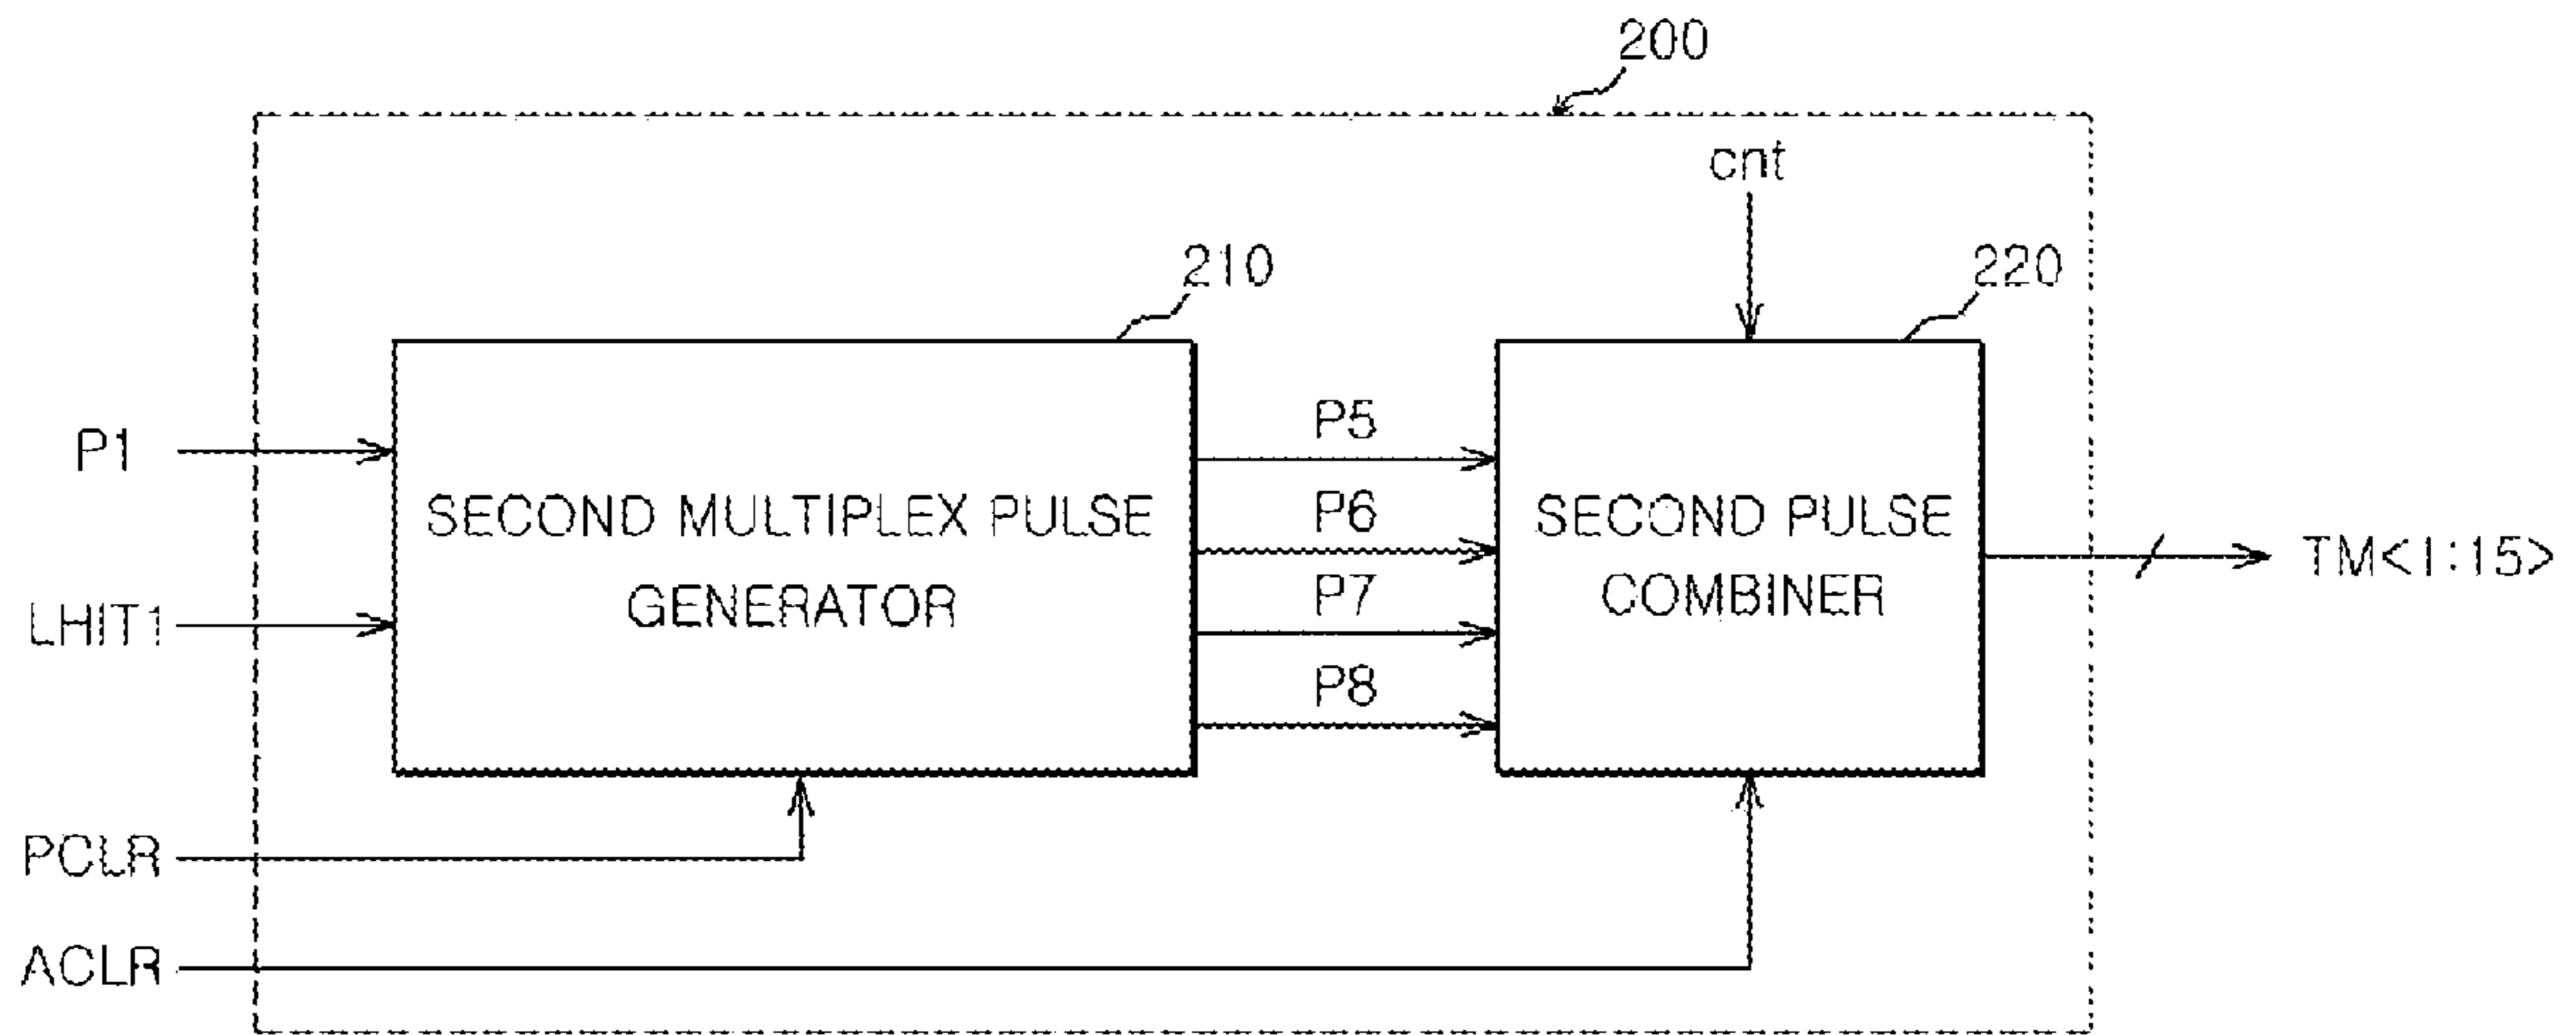 200
cnt
210
220
P1
P5
SECOND MULTIPLEX PULSE
GENERATOR
P6
P7
P8
SECOND PULSE
COMBINER
TM<1:15>
LHIT1
PCLR
ACLR